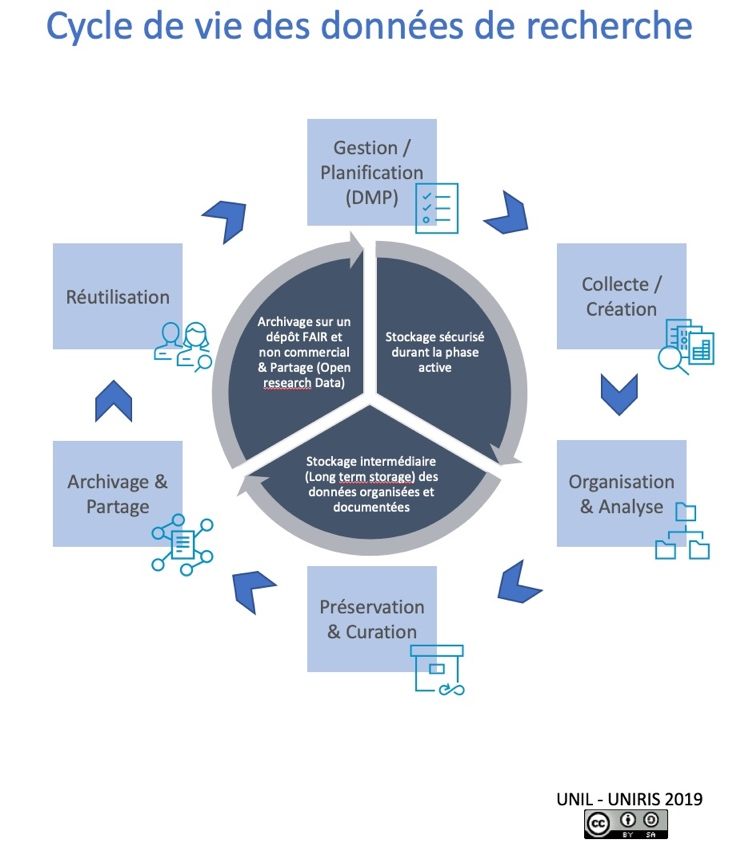 Cycle de vie des données de recherche
Gestion /
Planification
(DMP)
Collecte /
Création
Organisation
& Analyse
Préservation
& Curation
Archivage &
Partage
Réutilisation
Stockage sécurisé
durant la phase
active
Stockage intermédiaire
(Long term storage) des
données organisées et
documentées
Archivage sur un
dépôt FAIR et
non commercial
& Partage (Open
research Data)
UNIL - UNIRIS 2019
cc
BY SA